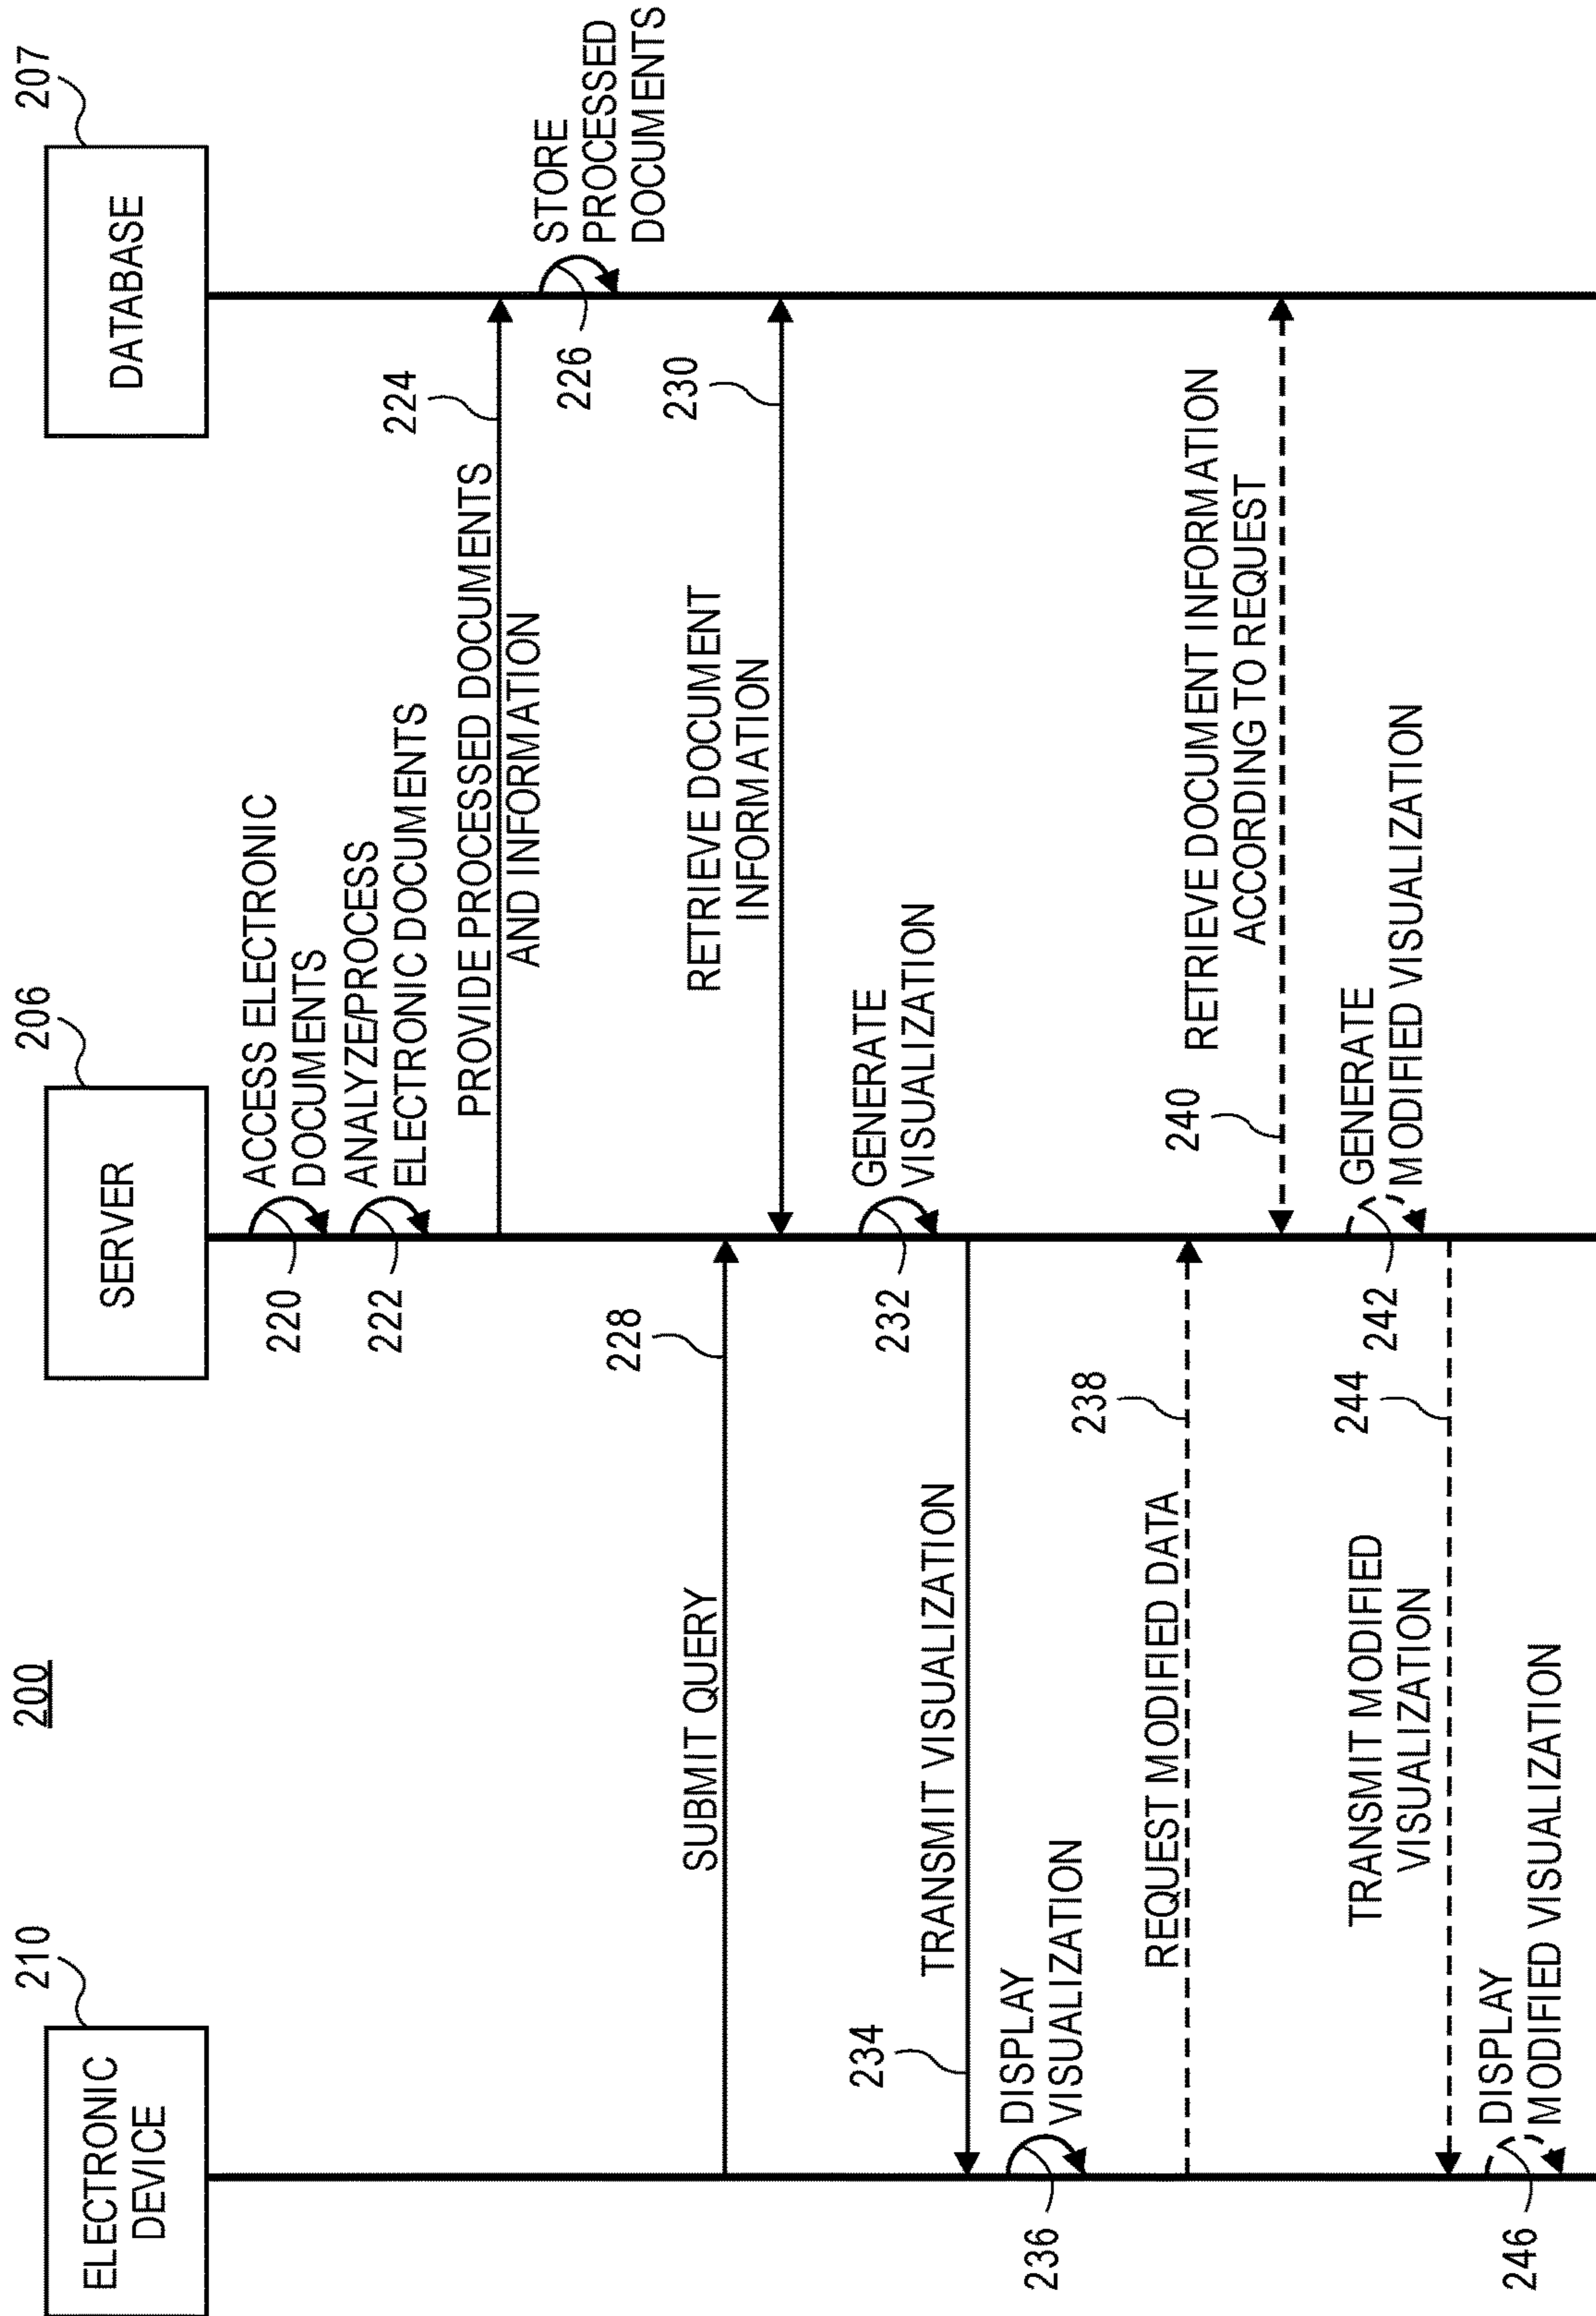 200
210
ELECTRONIC
DEVICE
206
SERVER
207
DATABASE
ACCESS ELECTRONIC
DOCUMENTS
220
ANALYZE/PROCESS
ELECTRONIC DOCUMENTS
222
224
PROVIDE PROCESSED DOCUMENTS
AND INFORMATION
STORE
PROCESSED
DOCUMENTS
226
228
SUBMIT QUERY
230
RETRIEVE DOCUMENT
INFORMATION
GENERATE
VISUALIZATION
232
234
TRANSMIT VISUALIZATION
DISPLAY
VISUALIZATION
236
238
REQUEST MODIFIED DATA
240
RETRIEVE DOCUMENT INFORMATION
ACCORDING TO REQUEST
GENERATE
MODIFIED VISUALIZATION
242
244
TRANSMIT MODIFIED
VISUALIZATION
DISPLAY
MODIFIED VISUALIZATION
246